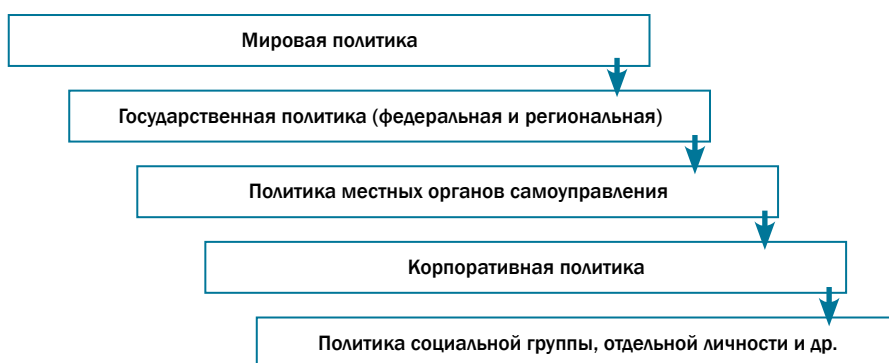 Мировая политика
Государственная политика (федеральная и региональная)
Политика местных органов самоуправления
Корпоративная политика
Политика социальной группы, отдельной личности и др.